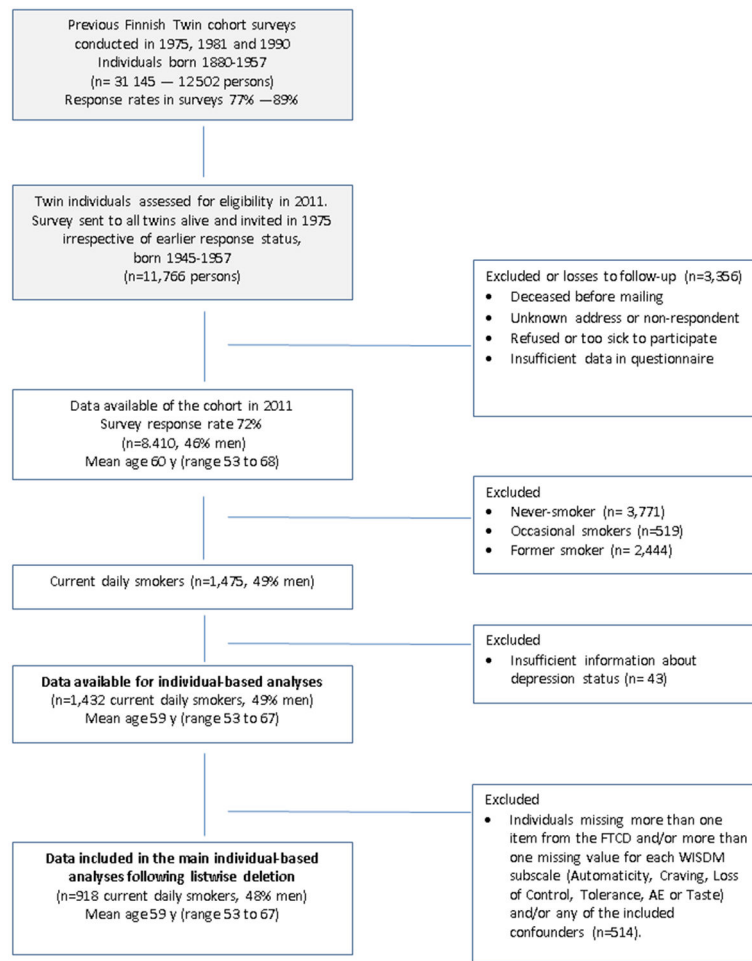 Previous Finnish Twin cohort surveys
conducted in 1975, 1981 and 1990
Individuals born 1880-1957
(n= 31 145 — 12502 persons)
Response rates in surveys 77% —89%
Twin individuals assessed for eligibility in 2011.
Survey sent to all twins alive and invited in 1975
irrespective of earlier response status,
born 1945-1957
(n=11,766 persons)
Excluded or losses to follow-up (n=3,356)
• Deceased before mailing
• Unknown address or non-respondent
• Refused or too sick to participate
• Insufficient data in questionnaire
Data available of the cohort in 2011
Survey response rate 72%
(n=8.410, 46% men)
Mean age 60 y (range 53 to 68)
Excluded
• Never-smoker (n= 3,771)
• Occasional smokers (n=519)
• Former smoker (n= 2,444)
Current daily smokers (n=1,475, 49% men)
Excluded
• Insufficient information about
depression status (n= 43)
Data available for individual-based analyses
(n=1,432 current daily smokers, 49% men)
Mean age 59 y (range 53 to 67)
Excluded
• Individuals missing more than one
item from the FTCD and/or more than
one missing value for each WISDM
subscale (Automaticity, Craving, Loss
of Control, Tolerance, AE or Taste)
and/or any of the included
confounders (n=514).
Data included in the main individual-based
analyses following listwise deletion
(n=918 current daily smokers, 48% men)
Mean age 59 y (range 53 to 67)